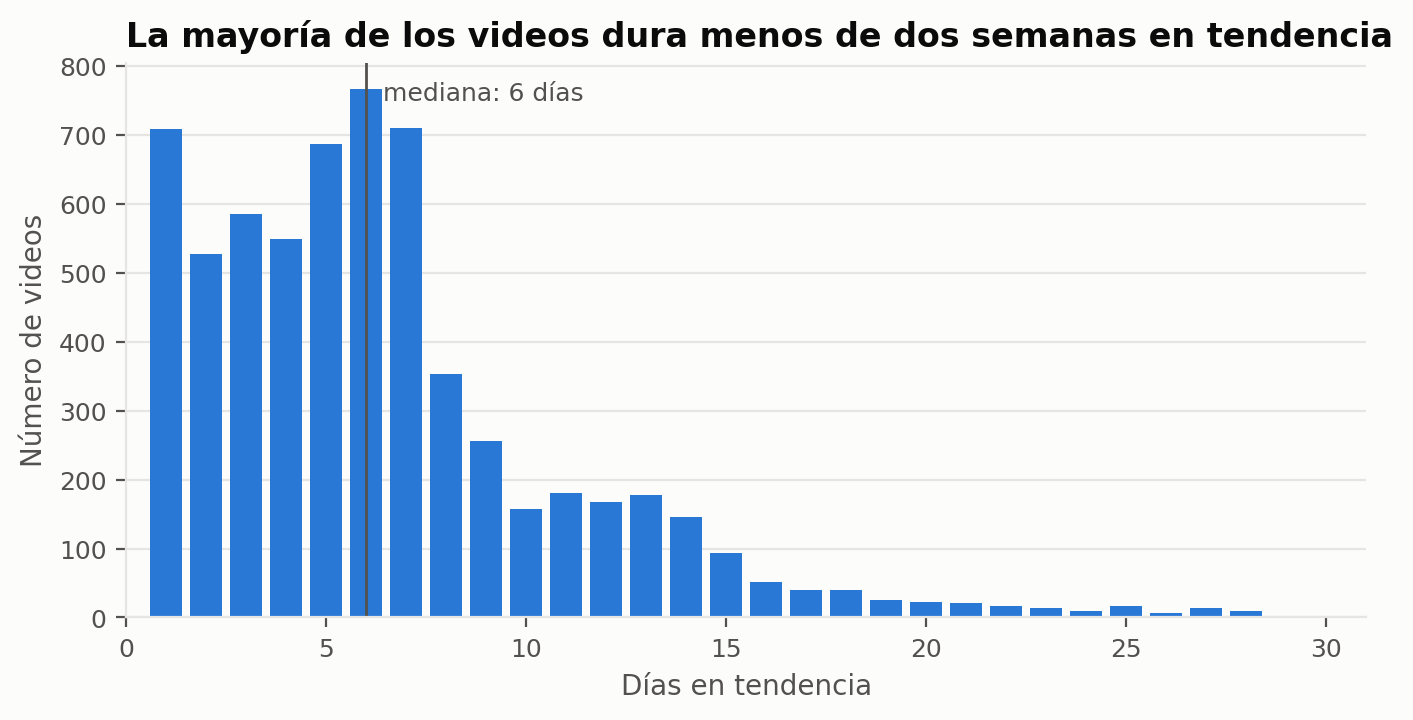 La mayoría de los videos dura menos de dos semanas en tendencia
mediana: 6 días
Número de videos
800
700
600
500
400
300
200
100
0
0 5 10 15 20 25 30
Días en tendencia